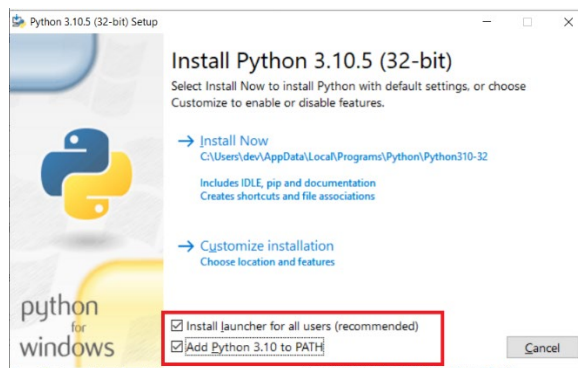 Python 3.10.5 (32-bit) Setup
Install Python 3.10.5 (32-bit)
Select Install Now to install Python with default settings, or choose
Customize to enable or disable features.
Install Now
C:\Users\dev\AppData\Local\Programs\Python\Python310-32
Includes IDLE, pip and documentation
Creates shortcuts and file associations
Customize installation
Choose location and features
python
for
windows
Install launcher for all users (recommended)
Add Python 3.10 to PATH
Cancel